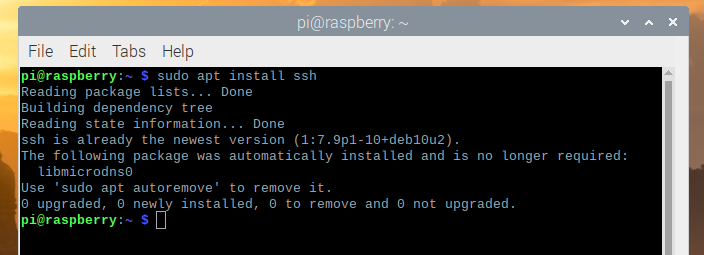 pi@raspberry: ~
File Edit Tabs Help
pi@raspberry:~ $ sudo apt install ssh
Reading package lists... Done
Building dependency tree
Reading state information... Done
ssh is already the newest version (1:7.9p1-10+deb10u2).
The following package was automatically installed and is no longer required:
  libmicrodns0
Use 'sudo apt autoremove' to remove it.
0 upgraded, 0 newly installed, 0 to remove and 0 not upgraded.
pi@raspberry:~ $